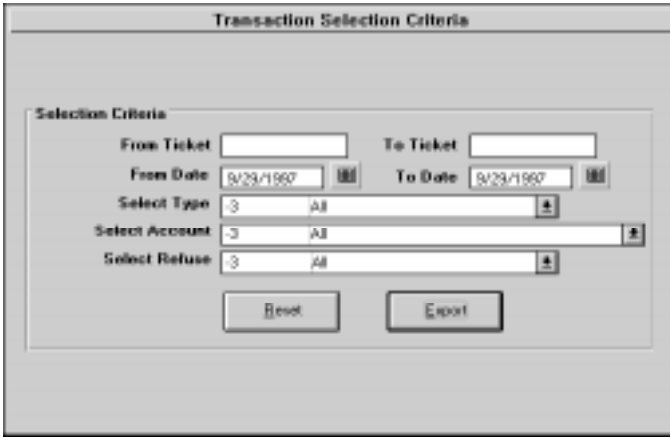 Transaction Selection Criteria
Selection Criteria
From Ticket To Ticket
From Date 9/29/1997 To Date 9/29/1997
Select Type -3 All
Select Account -3 All
Select Refuse -3 All
Reset Export